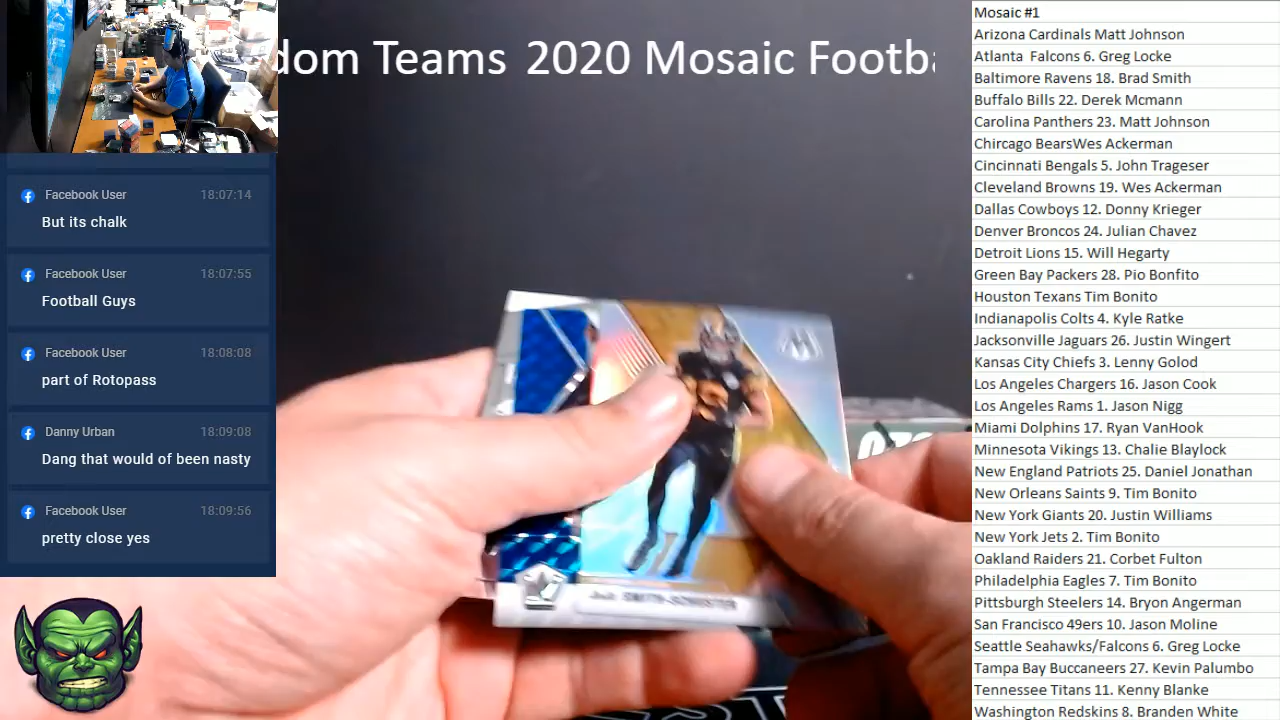 dom Teams 2020 Mosaic Footba
Facebook User 18:07:14
But its chalk
Facebook User 18:07:55
Football Guys
Facebook User 18:08:08
part of Rotopass
Danny Urban 18:09:08
Dang that would of been nasty
Facebook User 18:09:56
pretty close yes
Mosaic #1
Arizona Cardinals Matt Johnson
Atlanta Falcons 6. Greg Locke
Baltimore Ravens 18. Brad Smith
Buffalo Bills 22. Derek Mcmann
Carolina Panthers 23. Matt Johnson
Chircago BearsWes Ackerman
Cincinnati Bengals 5. John Trageser
Cleveland Browns 19. Wes Ackerman
Dallas Cowboys 12. Donny Krieger
Denver Broncos 24. Julian Chavez
Detroit Lions 15. Will Hegarty
Green Bay Packers 28. Pio Bonfito
Houston Texans Tim Bonito
Indianapolis Colts 4. Kyle Ratke
Jacksonville Jaguars 26. Justin Wingert
Kansas City Chiefs 3. Lenny Golod
Los Angeles Chargers 16. Jason Cook
Los Angeles Rams 1. Jason Nigg
Miami Dolphins 17. Ryan VanHook
Minnesota Vikings 13. Chalie Blaylock
New England Patriots 25. Daniel Jonathan
New Orleans Saints 9. Tim Bonito
New York Giants 20. Justin Williams
New York Jets 2. Tim Bonito
Oakland Raiders 21. Corbet Fulton
Philadelphia Eagles 7. Tim Bonito
Pittsburgh Steelers 14. Bryon Angerman
San Francisco 49ers 10. Jason Moline
Seattle Seahawks/Falcons 6. Greg Locke
Tampa Bay Buccaneers 27. Kevin Palumbo
Tennessee Titans 11. Kenny Blanke
Washington Redskins 8. Branden White